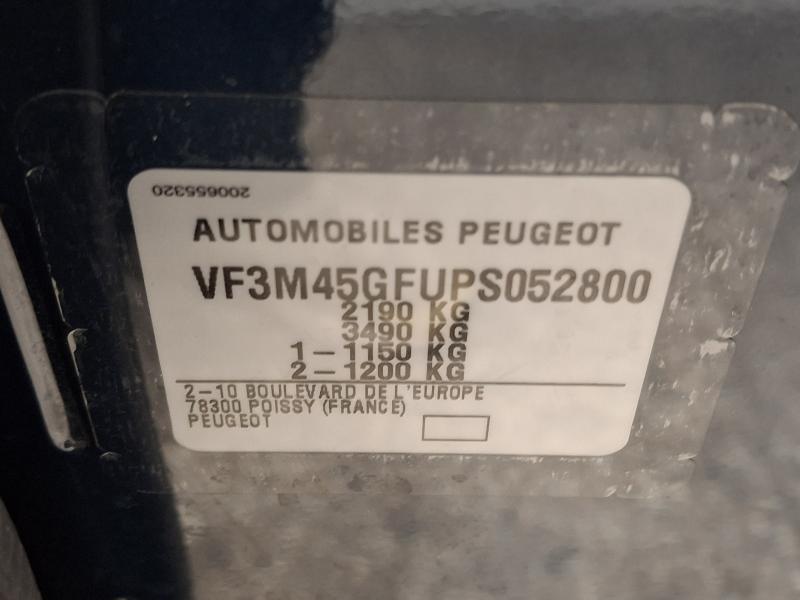 200655320
AUTOMOBILES PEUGEOT
VF3M45GFUPS052800
2190 KG
3490 KG
1-1150 KG
2-1200 KG
2-10 BOULEVARD DE L'EUROPE
78300 POISSY (FRANCE)
PEUGEOT